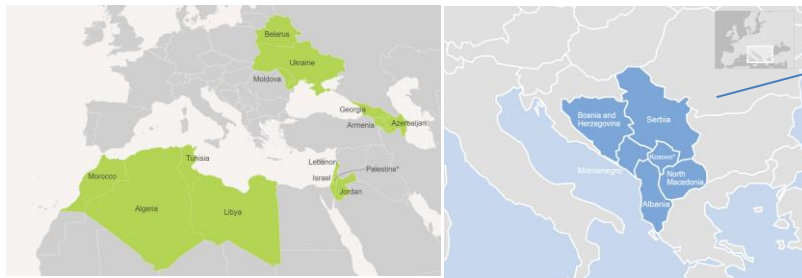 Belarus
Ukraine
Moldova
Georgia
Armenia
Azerbaijan
Tunisia
Lebanon
Palestine*
Morocco
Israel
Jordan
Algeria
Libya
Bosnia and
Herzegovina
Serbia
Kosovo*
Montenegro
North
Macedonia
Albania